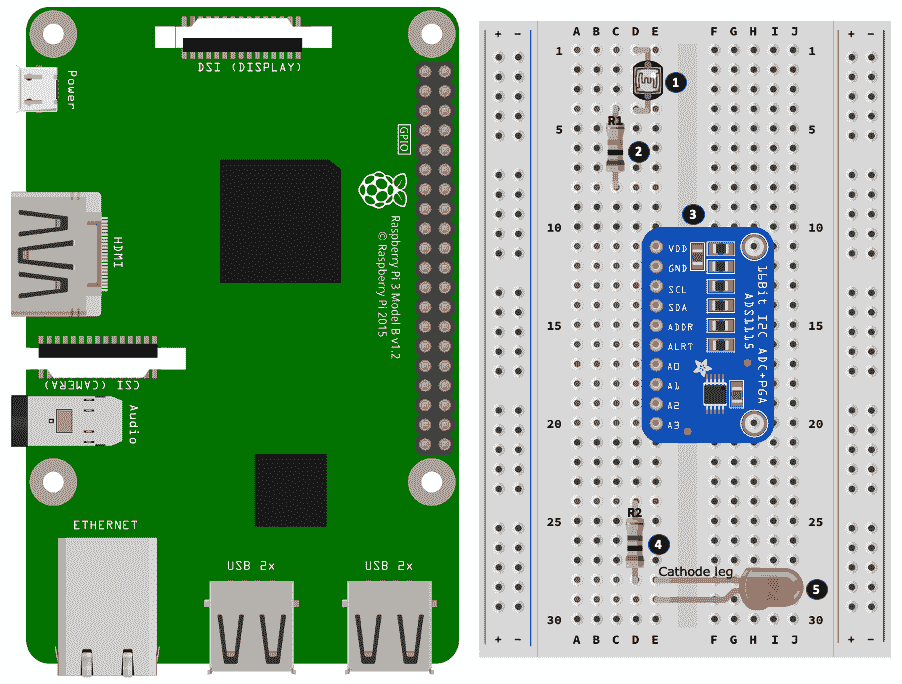 DSI (DISPLAY)
Power
HDMI
GPIO
Raspberry Pi 3 Model B v1.2
© Raspberry Pi 2015
CSI (CAMERA)
Audio
ETHERNET
USB 2x
USB 2x
+ − A B C D E F G H I J + −
1 1
1
R1
5 5
2
3
10 10
VDD
GND
SCL
SDA
ADDR
ALRT
A0
A1
A2
A3
16Bit I2C ADC+PGA
ADS1115
15 15
20 20
R2
25 25
4
Cathode leg
5
30 30
+ − A B C D E F G H I J + −